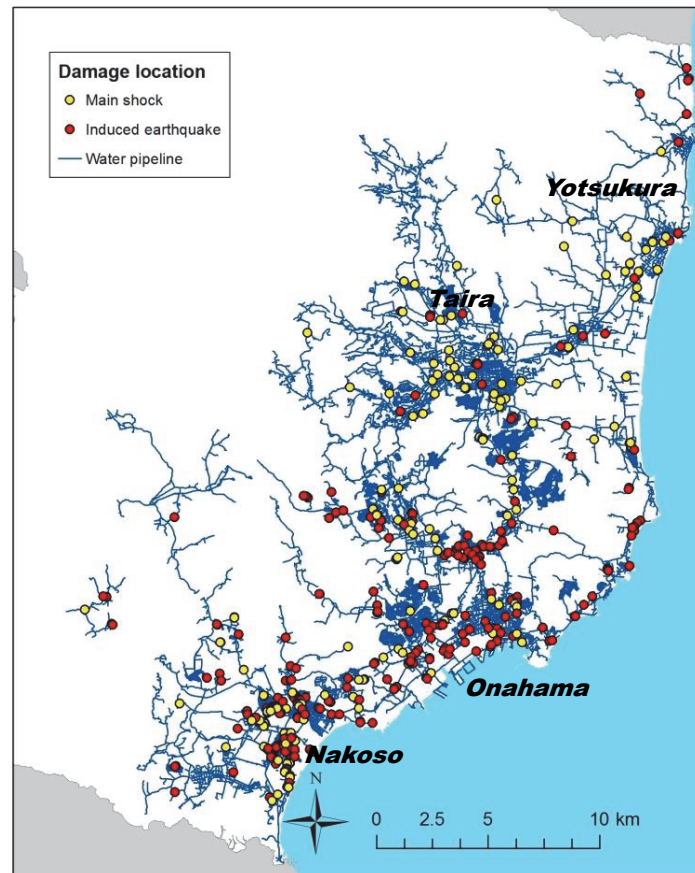 Damage location
Main shock
Induced earthquake
Water pipeline
Yotsukura
Taira
Onahama
Nakoso
N
0 2.5 5 10 km